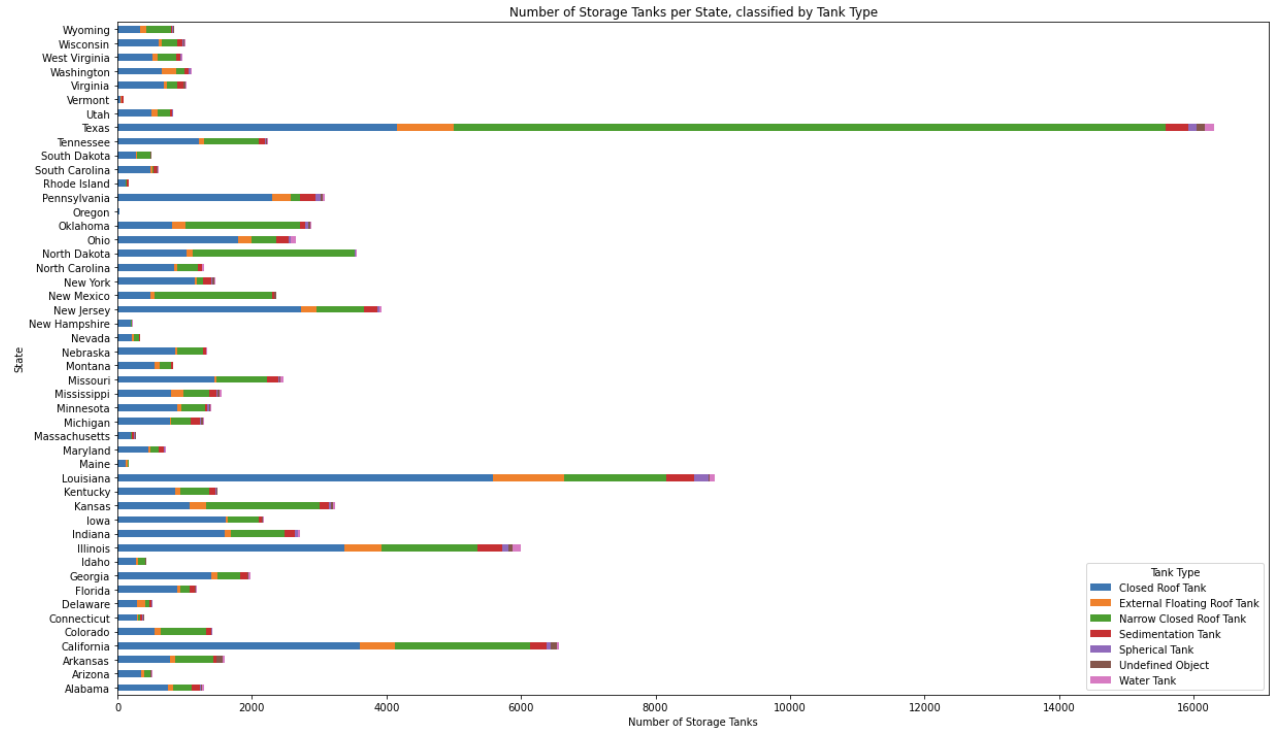 Number of Storage Tanks per State, classified by Tank Type
State
Wyoming
Wisconsin
West Virginia
Washington
Virginia
Vermont
Utah
Texas
Tennessee
South Dakota
South Carolina
Rhode Island
Pennsylvania
Oregon
Oklahoma
Ohio
North Dakota
North Carolina
New York
New Mexico
New Jersey
New Hampshire
Nevada
Nebraska
Montana
Missouri
Mississippi
Minnesota
Michigan
Massachusetts
Maryland
Maine
Louisiana
Kentucky
Kansas
Iowa
Indiana
Illinois
Idaho
Georgia
Florida
Delaware
Connecticut
Colorado
California
Arkansas
Arizona
Alabama
Tank Type
Closed Roof Tank
External Floating Roof Tank
Narrow Closed Roof Tank
Sedimentation Tank
Spherical Tank
Undefined Object
Water Tank
0 2000 4000 6000 8000 10000 12000 14000 16000
Number of Storage Tanks